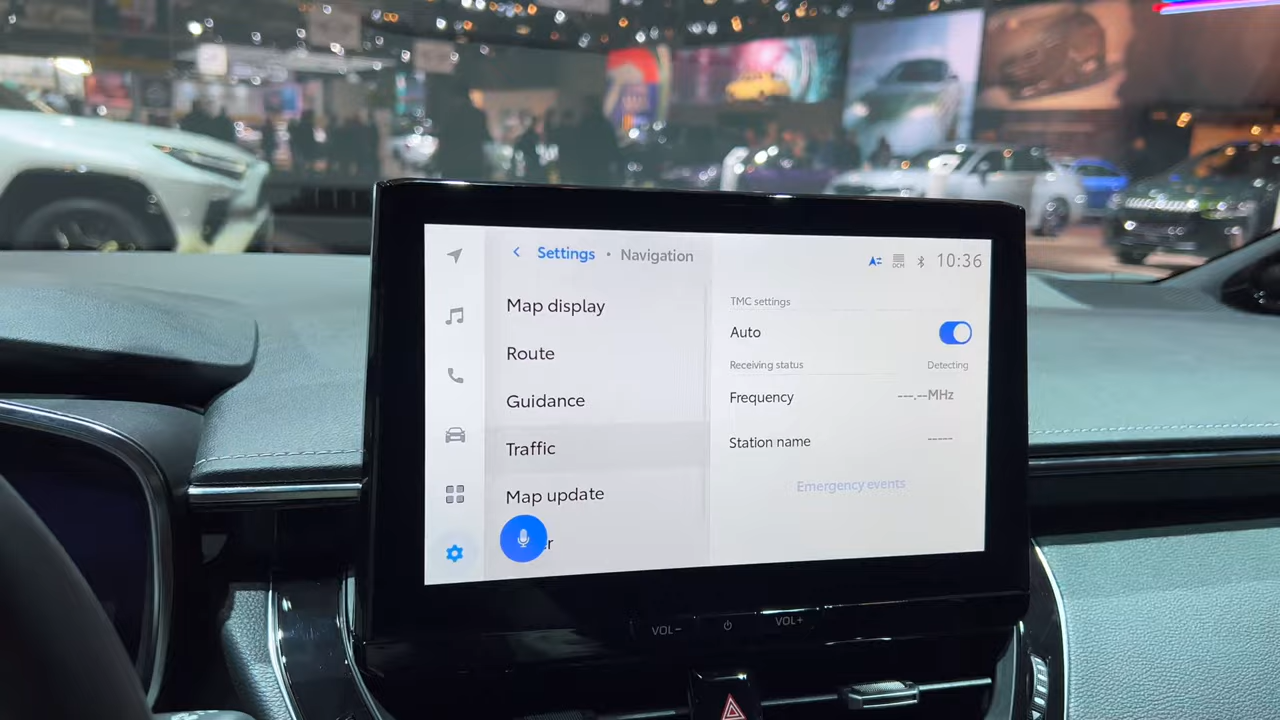 Settings • Navigation
DCM
10:36
Map display
Route
Guidance
Traffic
Map update
r
TMC settings
Auto
Receiving status
Detecting
Frequency
---.--MHz
Station name
----
Emergency events
VOL-
VOL+